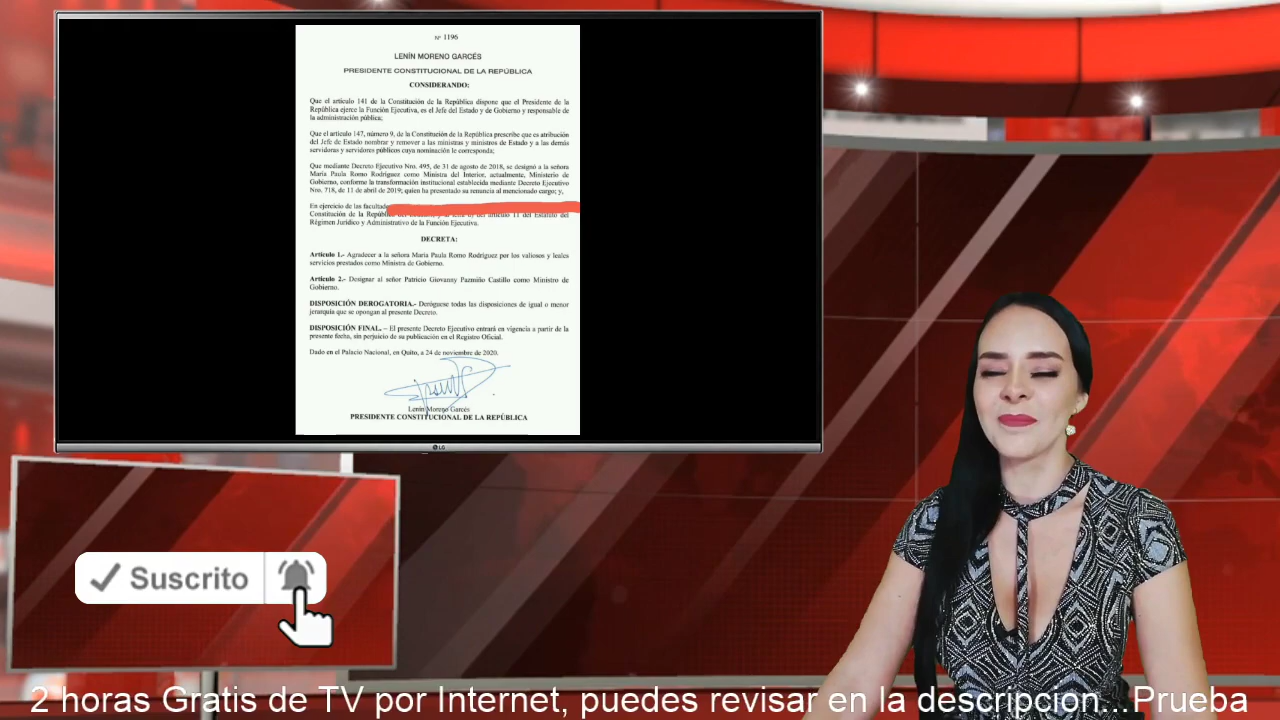 Nº 1196
LENÍN MORENO GARCÉS
PRESIDENTE CONSTITUCIONAL DE LA REPÚBLICA
CONSIDERANDO:
Que el artículo 141 de la Constitución de la República dispone que el Presidente de la
República ejerce la Función Ejecutiva, es el Jefe del Estado y de Gobierno y responsable de
la administración pública;
Que el artículo 147, número 9, de la Constitución de la República prescribe que es atribución
del Jefe de Estado nombrar y remover a las ministras y ministros de Estado y a las demás
servidoras y servidores públicos cuya nominación le corresponda;
Que mediante Decreto Ejecutivo Nro. 495, de 31 de agosto de 2018, se designó a la señora
María Paula Romo Rodríguez como Ministra del Interior, actualmente, Ministerio de
Gobierno, conforme la transformación institucional establecida mediante Decreto Ejecutivo
Nro. 718, de 11 de abril de 2019; quien ha presentado su renuncia al mencionado cargo; y,
En ejercicio de las
Constitución de la del artículo 11 del Estatuto del
Régimen Jurídico y Administrativo de la Función Ejecutiva.
DECRETA:
Artículo 1.- Agradecer a la señora María Paula Romo Rodríguez por los valiosos y leales
servicios prestados como Ministra de Gobierno.
Artículo 2.- Designar al señor Patricio Giovanny Pazmiño Castillo como Ministro de
Gobierno.
DISPOSICIÓN DEROGATORIA.- Deróguese todas las disposiciones de igual o menor
jerarquía que se opongan al presente Decreto.
DISPOSICIÓN FINAL. – El presente Decreto Ejecutivo entrará en vigencia a partir de la
presente fecha, sin perjuicio de su publicación en el Registro Oficial.
Dado en el Palacio Nacional, en Quito, a 24 de noviembre de 2020.
Lenín Moreno Garcés
PRESIDENTE CONSTITUCIONAL DE LA REPÚBLICA
LG
Suscrito
2 horas Gratis de TV por Internet, puedes revisar en la descripcion...Prueba